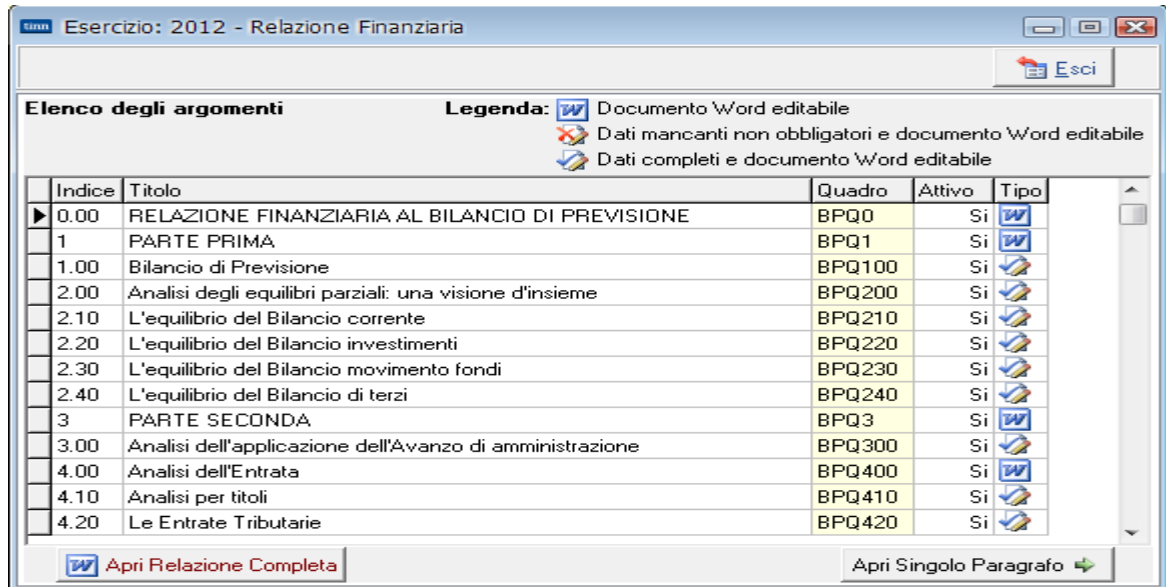 tinn Esercizio: 2012 - Relazione Finanziaria
Esci
Elenco degli argomenti Legenda: W Documento Word editabile
Dati mancanti non obbligatori e documento Word editabile
Dati completi e documento Word editabile
Indice Titolo Quadro Attivo Tipo
0.00 RELAZIONE FINANZIARIA AL BILANCIO DI PREVISIONE BPQ0 Si W
1 PARTE PRIMA BPQ1 Si W
1.00 Bilancio di Previsione BPQ100 Si
2.00 Analisi degli equilibri parziali: una visione d'insieme BPQ200 Si
2.10 L'equilibrio del Bilancio corrente BPQ210 Si
2.20 L'equilibrio del Bilancio investimenti BPQ220 Si
2.30 L'equilibrio del Bilancio movimento fondi BPQ230 Si
2.40 L'equilibrio del Bilancio di terzi BPQ240 Si
3 PARTE SECONDA BPQ3 Si W
3.00 Analisi dell'applicazione dell'Avanzo di amministrazione BPQ300 Si
4.00 Analisi dell'Entrata BPQ400 Si W
4.10 Analisi per titoli BPQ410 Si
4.20 Le Entrate Tributarie BPQ420 Si
W Apri Relazione Completa Apri Singolo Paragrafo